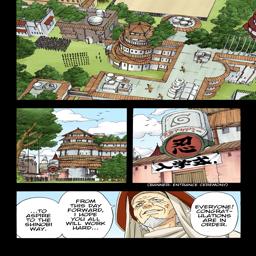 忍
入学式
(BANNER: ENTRANCE CEREMONY)
EVERYONE!
CONGRAT-
ULATIONS
ARE IN
ORDER.
FROM
THIS DAY
FORWARD,
I HOPE
YOU ALL
WILL WORK
HARD...
...TO
ASPIRE
TO THE
SHINOBI
WAY.